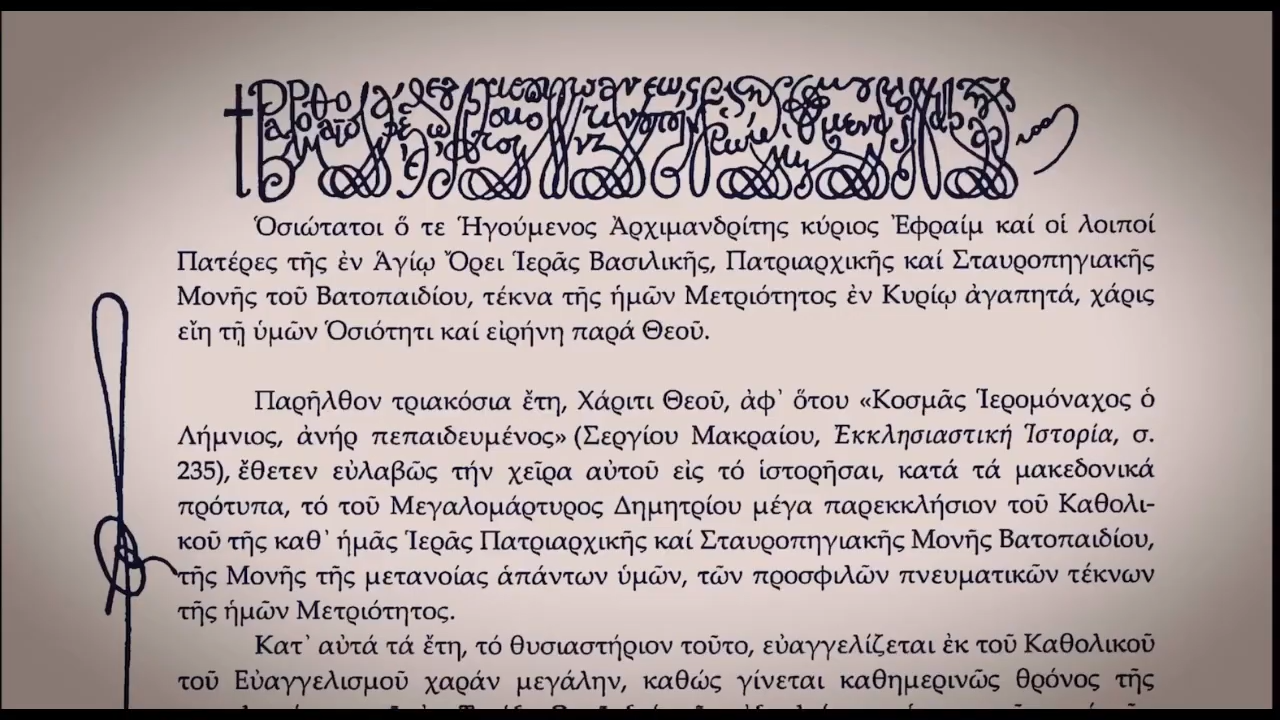 Ὁσιώτατοι ὅ τε Ἡγούμενος Ἀρχιμανδρίτης κύριος Ἐφραίμ καί οἱ λοιποί
Πατέρες τῆς ἐν Ἁγίῳ Ὄρει Ἱερᾶς Βασιλικῆς, Πατριαρχικῆς καί Σταυροπηγιακῆς
Μονῆς τοῦ Βατοπαιδίου, τέκνα τῆς ἡμῶν Μετριότητος ἐν Κυρίῳ ἀγαπητά, χάρις
εἴη τῇ ὑμῶν Ὁσιότητι καί εἰρήνη παρά Θεοῦ.
Παρῆλθον τριακόσια ἔτη, Χάριτι Θεοῦ, ἀφ᾽ ὅτου «Κοσμᾶς Ἱερομόναχος ὁ
Λήμνιος, ἀνήρ πεπαιδευμένος» (Σεργίου Μακραίου, Ἐκκλησιαστική Ἱστορία, σ.
235), ἔθετεν εὐλαβῶς τήν χεῖρα αὐτοῦ εἰς τό ἱστορῆσαι, κατά τά μακεδονικά
πρότυπα, τό τοῦ Μεγαλομάρτυρος Δημητρίου μέγα παρεκκλήσιον τοῦ Καθολι-
κοῦ τῆς καθ᾽ ἡμᾶς Ἱερᾶς Πατριαρχικῆς καί Σταυροπηγιακῆς Μονῆς Βατοπαιδίου,
τῆς Μονῆς τῆς μετανοίας ἁπάντων ὑμῶν, τῶν προσφιλῶν πνευματικῶν τέκνων
τῆς ἡμῶν Μετριότητος.
Κατ᾽ αὐτά τά ἔτη, τό θυσιαστήριον τοῦτο, εὐαγγελίζεται ἐκ τοῦ Καθολικοῦ
τοῦ Εὐαγγελισμοῦ χαράν μεγάλην, καθώς γίνεται καθημερινῶς θρόνος τῆς